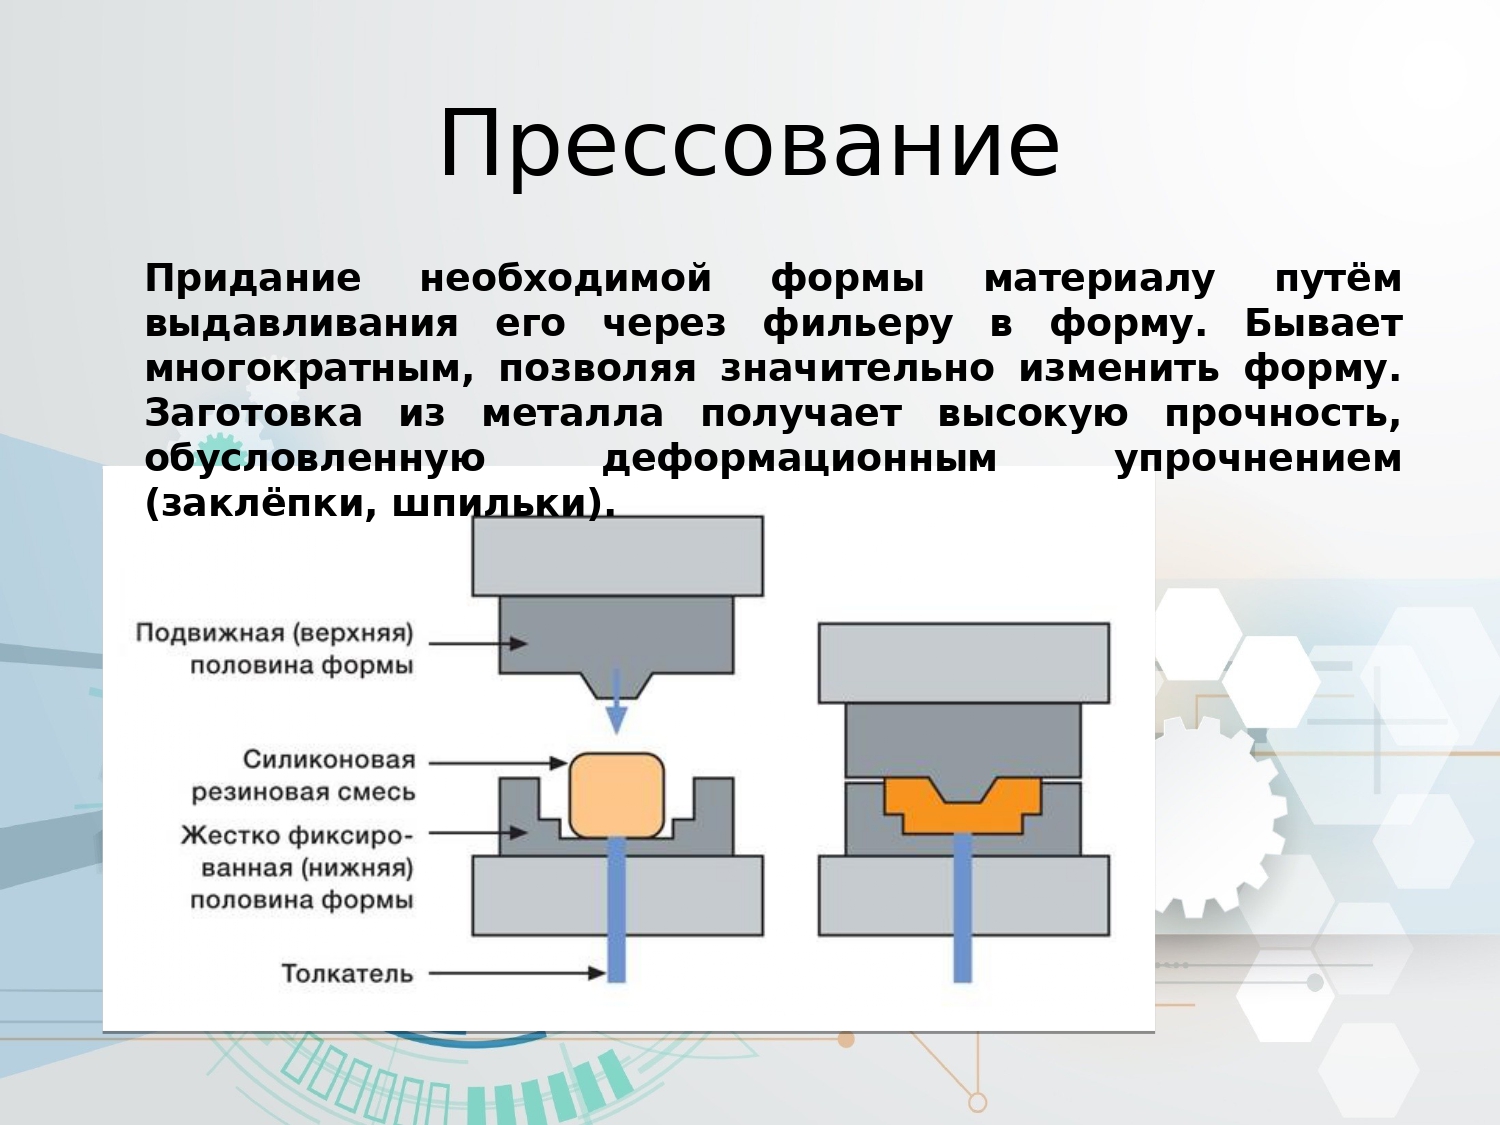 Прессование
Придание необходимой формы материалу путём
выдавливания его через фильеру в форму. Бывает
многократным, позволяя значительно изменить форму.
Заготовка из металла получает высокую прочность,
обусловленную деформационным упрочнением
(заклёпки, шпильки).
Подвижная (верхняя)
половина формы
Силиконовая
резиновая смесь
Жестко фиксиро-
ванная (нижняя)
половина формы
Толкатель